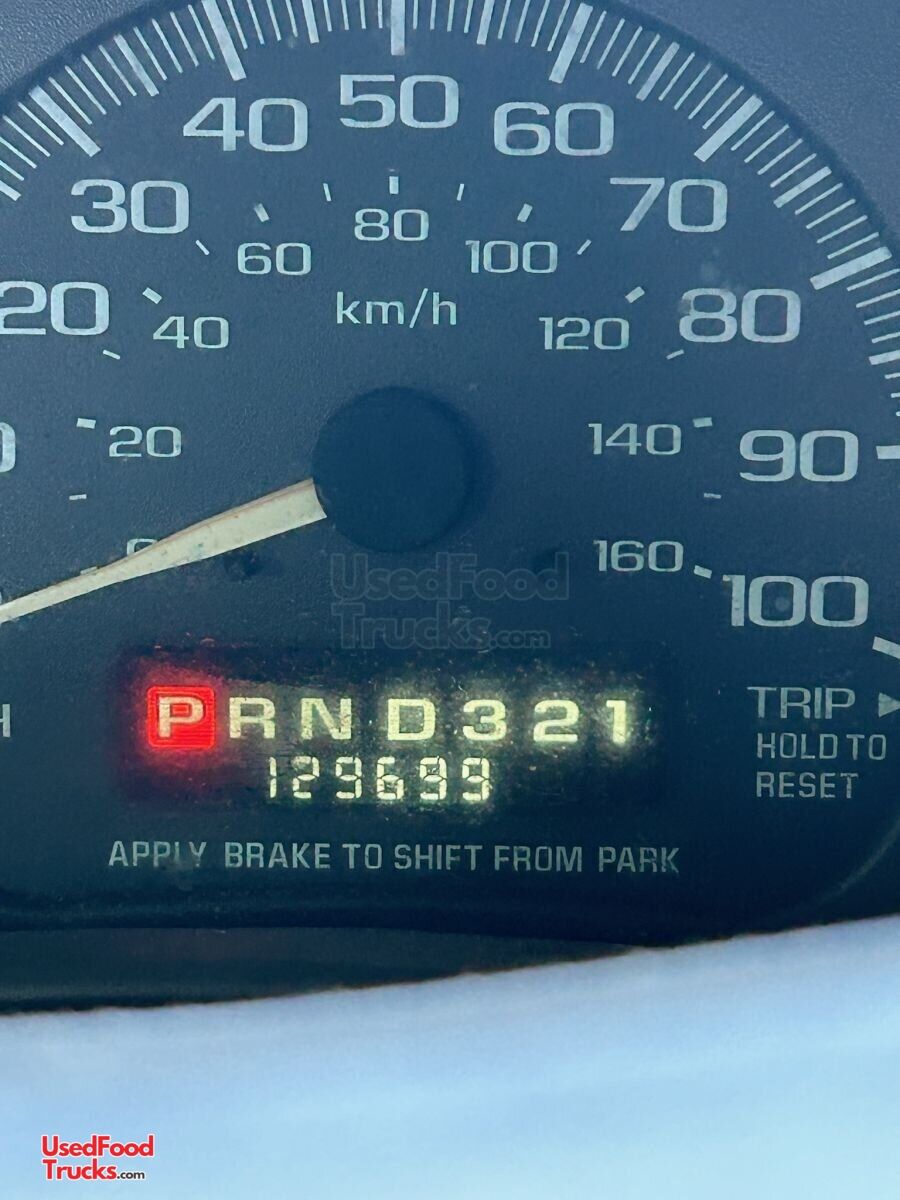 50
40
60
30
70
80
60
100
20
km/h
40
120
80
20
140
90
0
160
100
UsedFood
Trucks.com
PRND321
TRIP
129699
HOLD TO
RESET
APPLY BRAKE TO SHIFT FROM PARK
UsedFood
Trucks.com